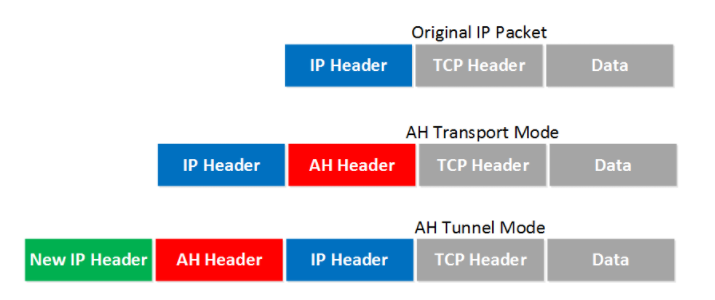 Original IP Packet
IP Header TCP Header Data
AH Transport Mode
IP Header AH Header TCP Header Data
AH Tunnel Mode
New IP Header AH Header IP Header TCP Header Data